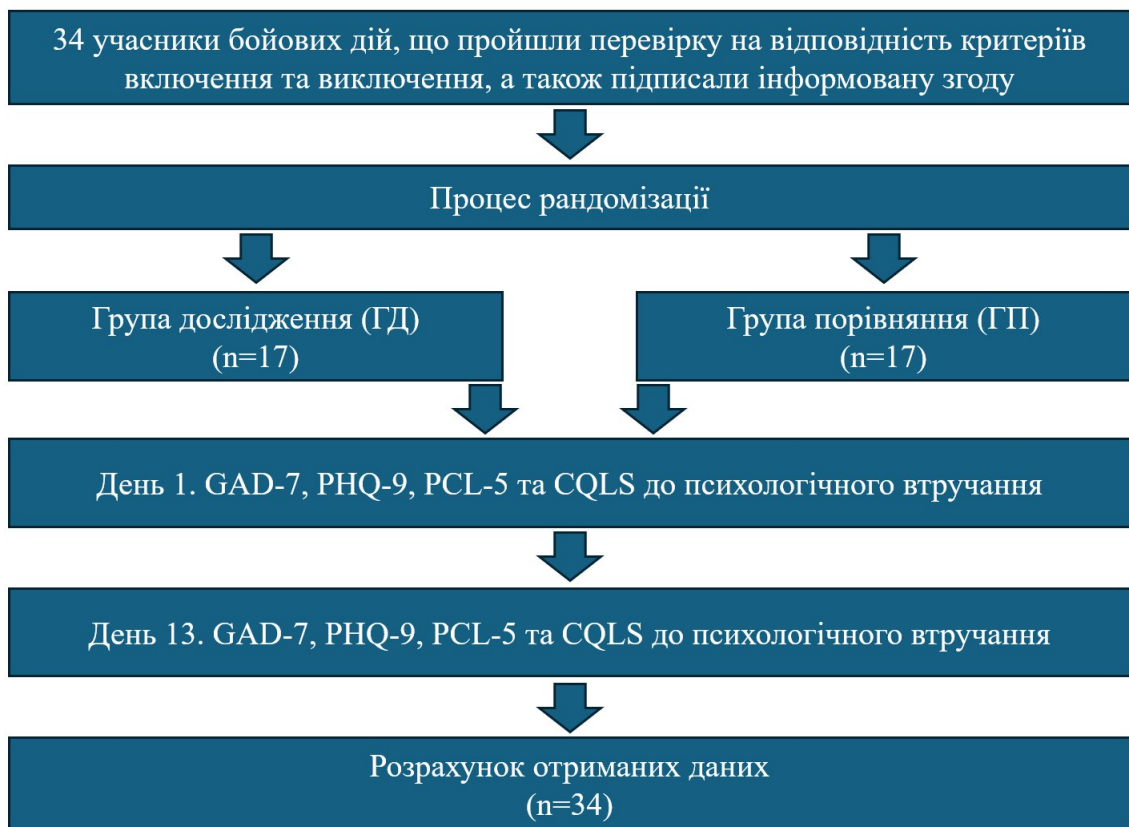 34 учасники бойових дій, що пройшли перевірку на відповідність критеріїв
включення та виключення, а також підписали інформовану згоду
Процес рандомізації
Група дослідження (ГД)
(n=17)
Група порівняння (ГП)
(n=17)
День 1. GAD-7, PHQ-9, PCL-5 та CQLS до психологічного втручання
День 13. GAD-7, PHQ-9, PCL-5 та CQLS до психологічного втручання
Розрахунок отриманих даних
(n=34)